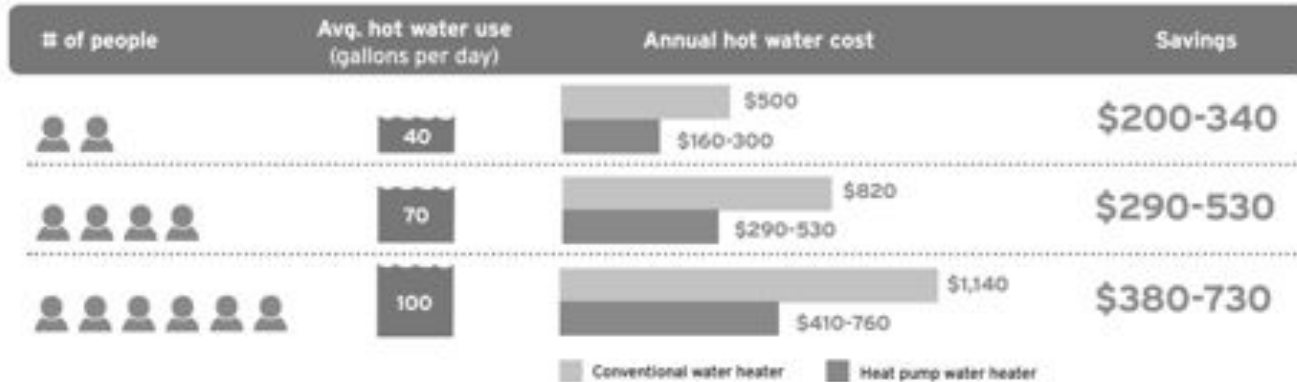 # of people
Avg. hot water use
(gallons per day)
Annual hot water cost
Savings
40
$500
$160-300
$200-340
70
$820
$290-530
$290-530
100
$1,140
$410-760
$380-730
Conventional water heater
Heat pump water heater